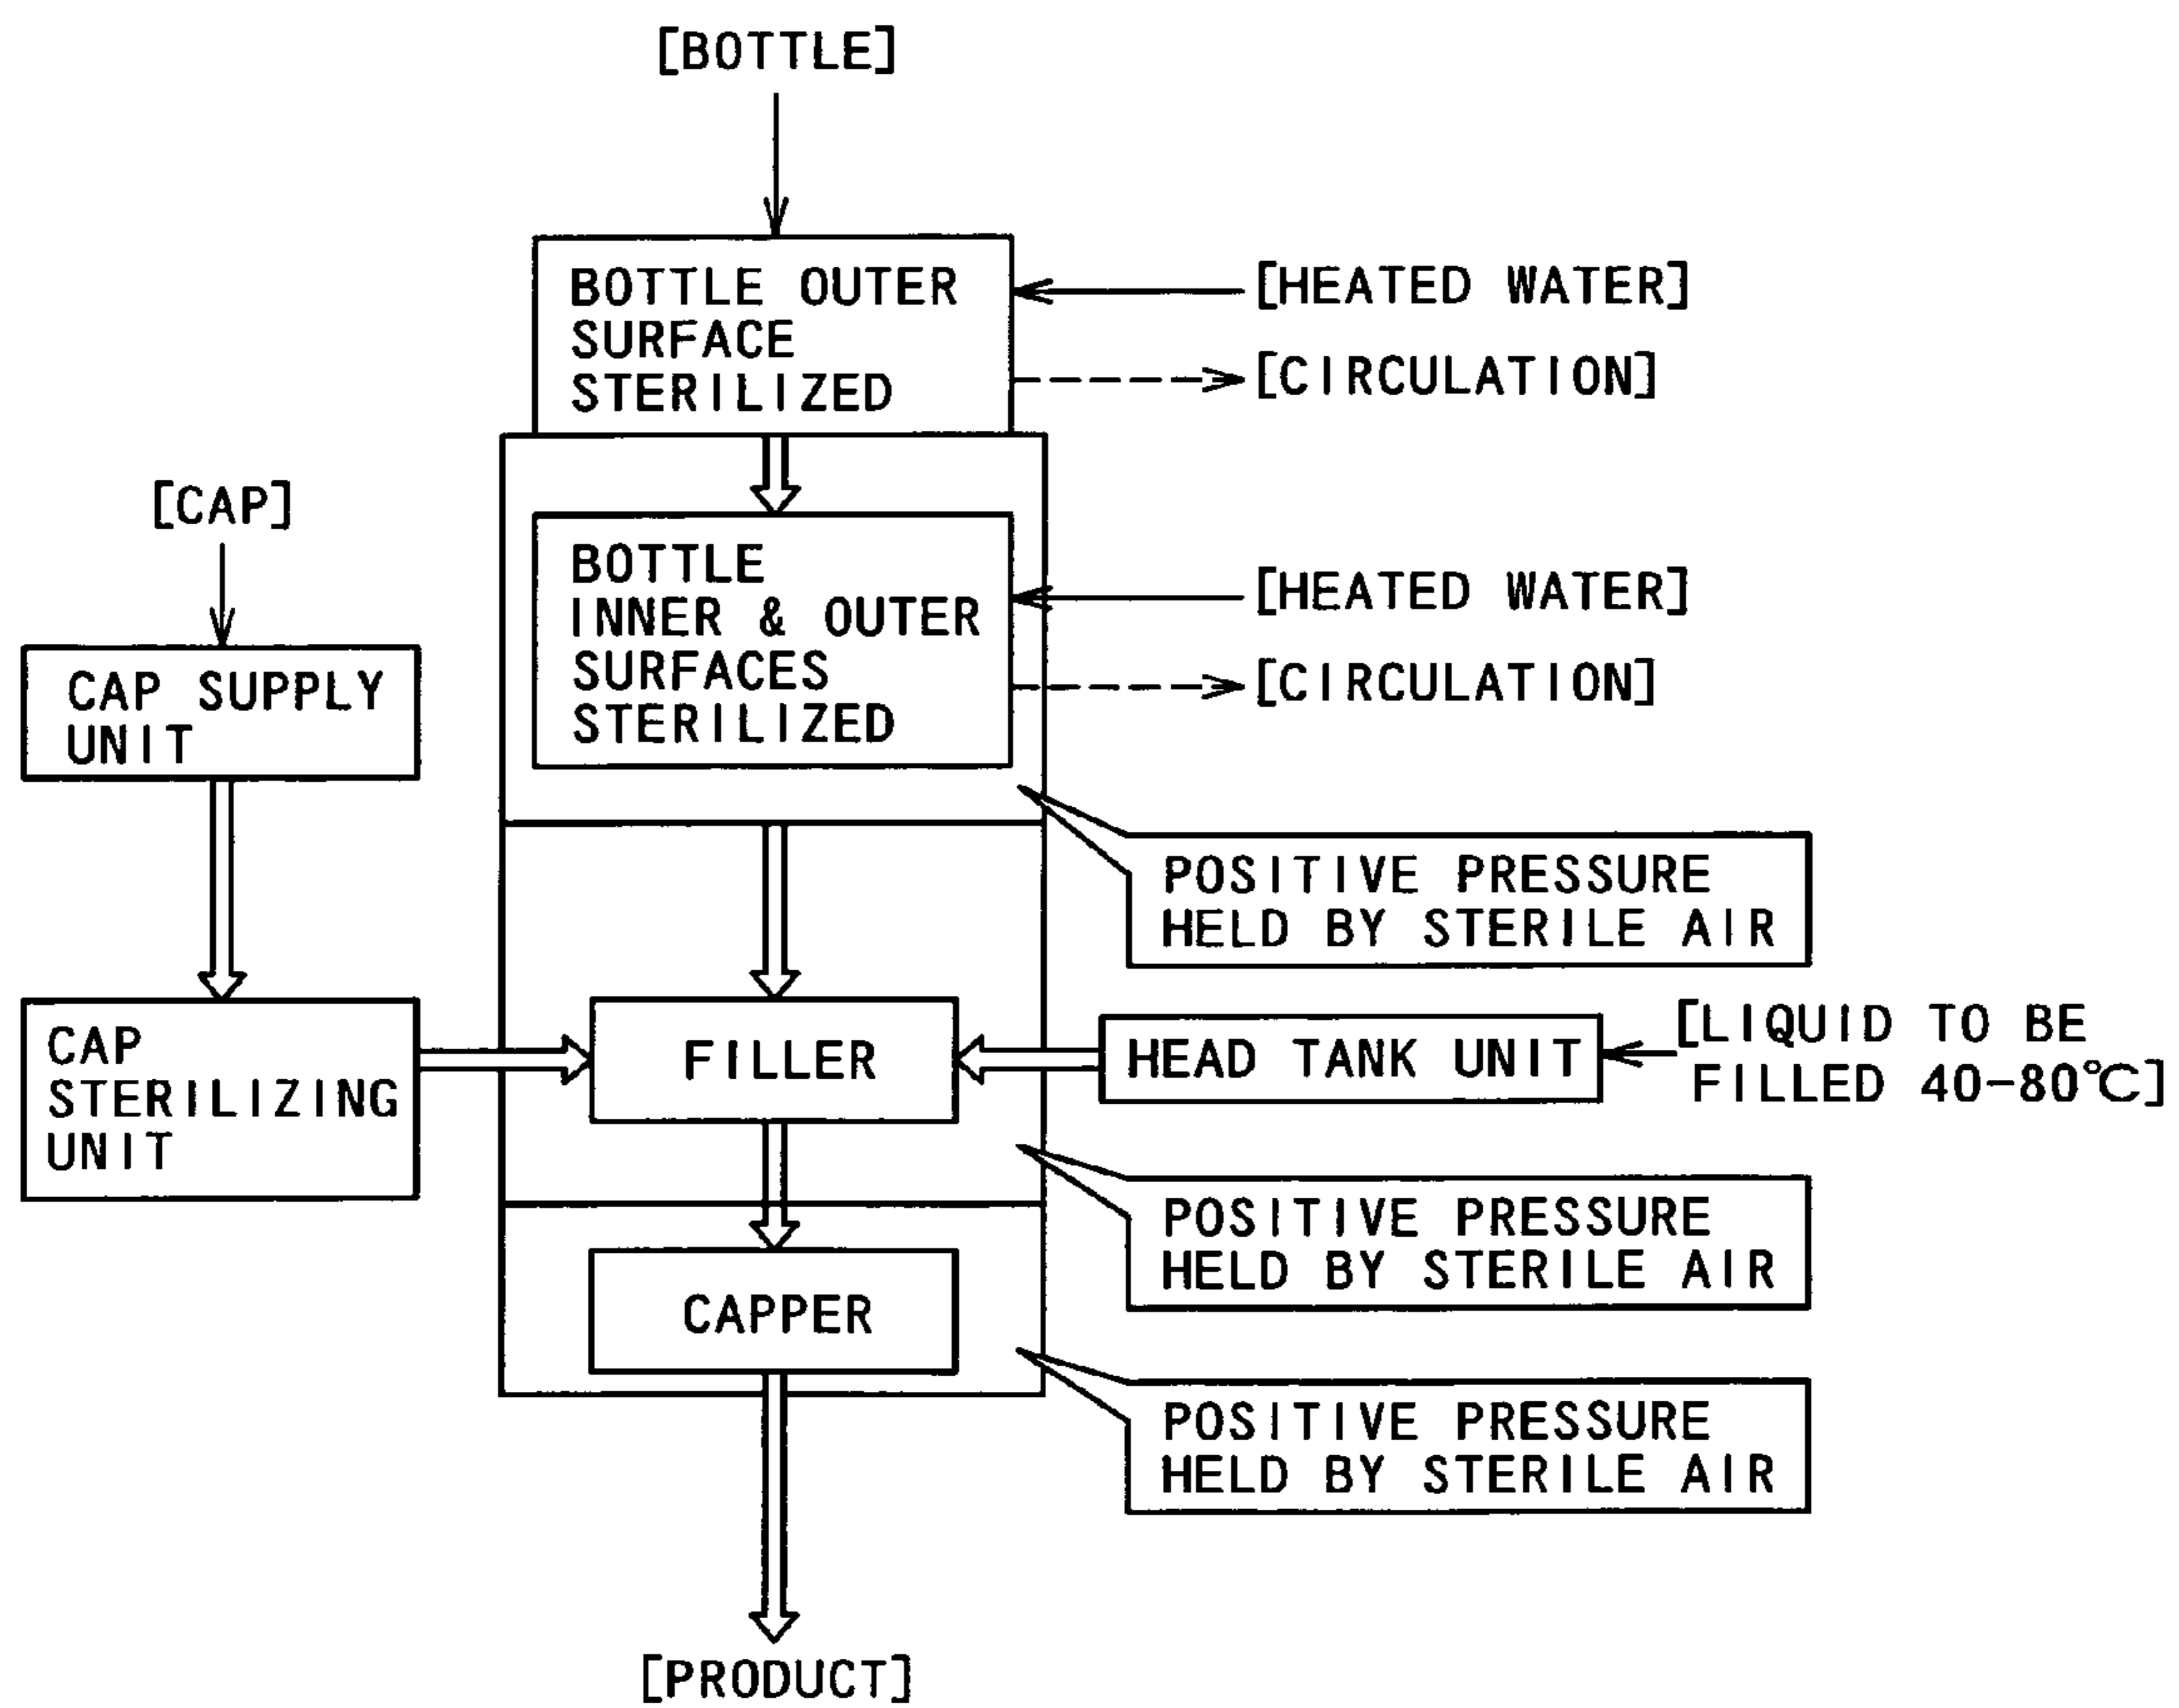 [BOTTLE]
BOTTLE OUTER
SURFACE
STERILIZED
[HEATED WATER]
[CIRCULATION]
[CAP]
BOTTLE
INNER & OUTER
SURFACES
STERILIZED
[HEATED WATER]
[CIRCULATION]
CAP SUPPLY
UNIT
POSITIVE PRESSURE
HELD BY STERILE AIR
CAP
STERILIZING
UNIT
FILLER
HEAD TANK UNIT
[LIQUID TO BE
FILLED 40-80°C]
POSITIVE PRESSURE
HELD BY STERILE AIR
CAPPER
POSITIVE PRESSURE
HELD BY STERILE AIR
[PRODUCT]